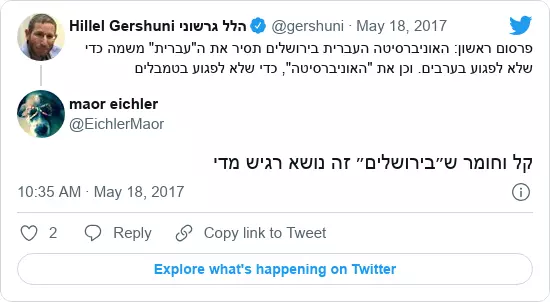 Hillel Gershuni הלל גרשוני @gershuni · May 18, 2017
פרסום ראשון: האוניברסיטה העברית בירושלים תסיר את ה"עברית" משמה כדי
שלא לפגוע בערבים. וכן את "האוניברסיטה", כדי שלא לפגוע בטמבלים
maor eichler
@EichlerMaor
קל וחומר ש״בירושלים״ זה נושא רגיש מדי
10:35 AM · May 18, 2017
2 Reply Copy link to Tweet
Explore what's happening on Twitter